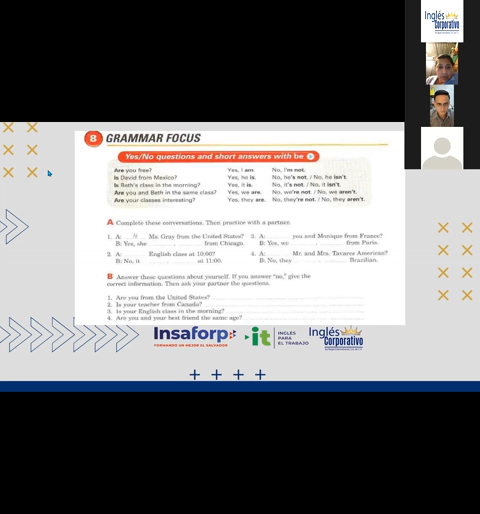 Inglés
Corporativo
8 GRAMMAR FOCUS
Yes/No questions and short answers with be
Are you free? Yes, I am. No, I'm not.
Is David from Mexico? Yes, he is. No, he's not. / No, he isn't.
Is Beth's class in the morning? Yes, it is. No, it's not. / No, it isn't.
Are you and Beth in the same class? Yes, we are. No, we're not. / No, we aren't.
Are your classes interesting? Yes, they are. No, they're not. / No, they aren't.
A Complete these conversations. Then practice with a partner.
1. A: Is Ms. Gray from the United States?
B: Yes, she from Chicago.
2. A: English class at 10:00?
B: No, it at 11:00.
3. A: you and Monique from France?
B: Yes, we from Paris.
4. A: Mr. and Mrs. Tavares American?
B: No, they Brazilian.
B Answer these questions about yourself. If you answer "no," give the
correct information. Then ask your partner the questions.
1. Are you from the United States?
2. Is your teacher from Canada?
3. Is your English class in the morning?
4. Are you and your best friend the same age?
Insaforp
FORMANDO UN MEJOR EL SALVADOR
it
INGLÉS
PARA
EL TRABAJO
Inglés
Corporativo